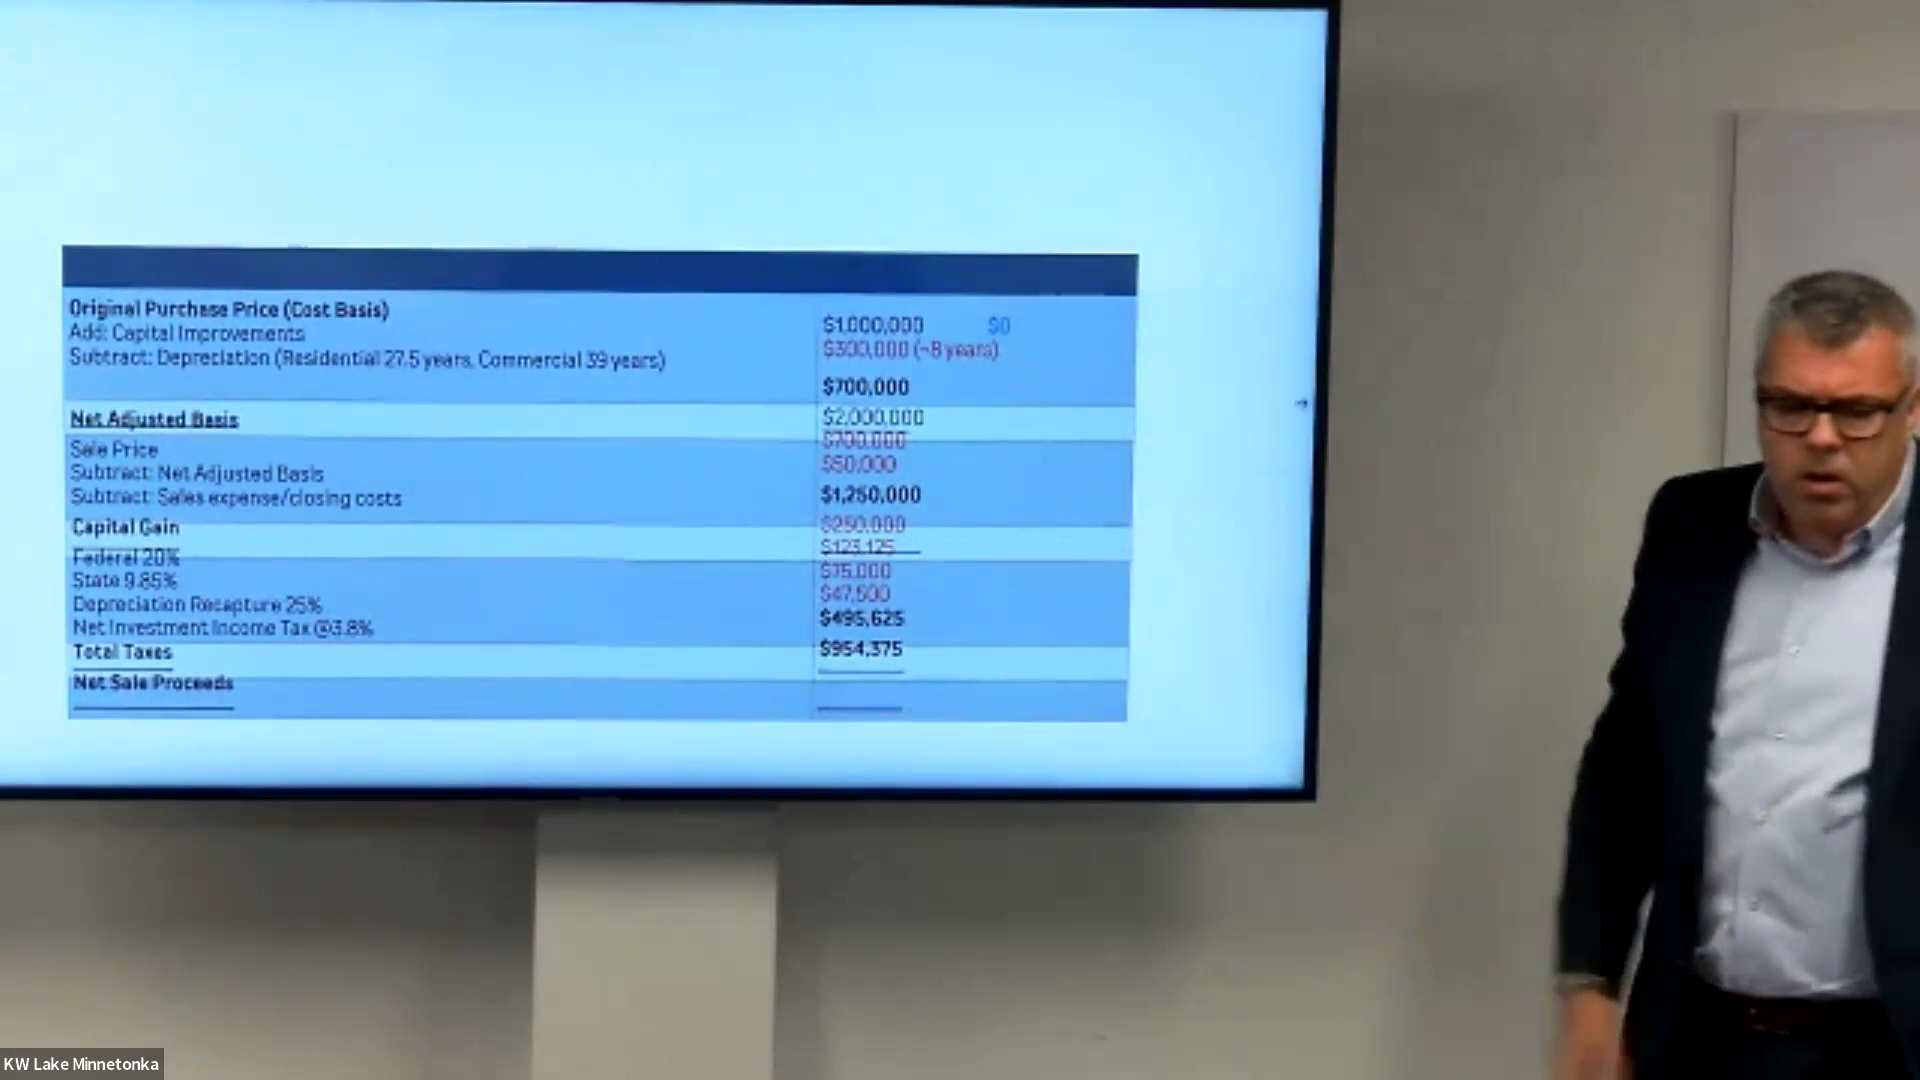 Original Purchase Price (Cost Basis)
Add: Capital Improvements
Subtract: Depreciation (Residential 27.5 years, Commercial 39 years)
$1,000,000 $0
$300,000 (~8 years)
$700,000
Net Adjusted Basis
$2,000,000
Sale Price
$700,000
Subtract: Net Adjusted Basis
$50,000
Subtract: Sales expense/closing costs
$1,250,000
Capital Gain
$250,000
Federal 20%
$123,125
State 9.85%
$75,000
Depreciation Recapture 25%
$47,500
Net Investment Income Tax @3.8%
$495,625
Total Taxes
$954,375
Net Sale Proceeds
KW Lake Minnetonka